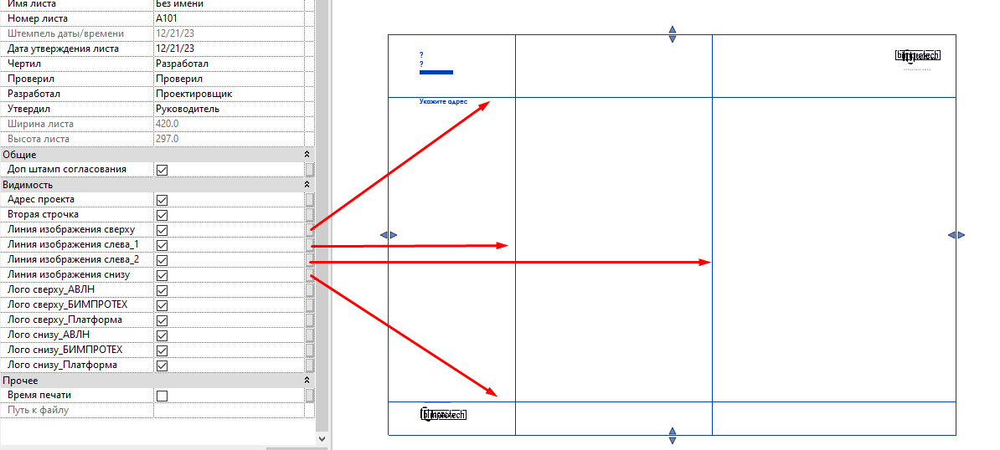 Имя листа Без имени
Номер листа A101
Штемпель даты/времени 12/21/23
Дата утверждения листа 12/21/23
Чертил Разработал
Проверил Проверил
Разработал Проектировщик
Утвердил Руководитель
Ширина листа 420.0
Высота листа 297.0
Общие
Доп штамп согласования
Видимость
Адрес проекта
Вторая строчка
Линия изображения сверху
Линия изображения слева_1
Линия изображения слева_2
Линия изображения снизу
Лого сверху_АВЛН
Лого сверху_БИМПРОТЕХ
Лого сверху_Платформа
Лого снизу_АВЛН
Лого снизу_БИМПРОТЕХ
Лого снизу_Платформа
Прочее
Время печати
Путь к файлу
?
?
Укажите адрес